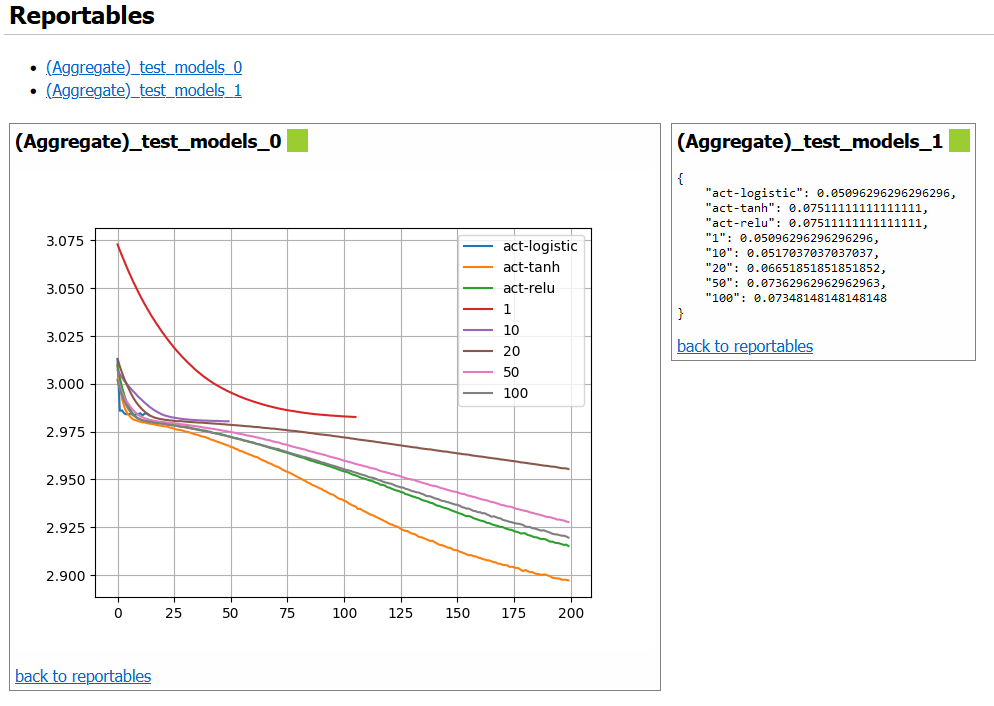 Reportables
(Aggregate)_test_models_0
(Aggregate)_test_models_1
(Aggregate)_test_models_0
3.075
3.050
3.025
3.000
2.975
2.950
2.925
2.900
0 25 50 75 100 125 150 175 200
act-logistic
act-tanh
act-relu
1
10
20
50
100
back to reportables
(Aggregate)_test_models_1
{
"act-logistic": 0.05096296296296296,
"act-tanh": 0.07511111111111111,
"act-relu": 0.07511111111111111,
"1": 0.05096296296296296,
"10": 0.0517037037037037,
"20": 0.06651851851851852,
"50": 0.07362962962962963,
"100": 0.07348148148148148
}
back to reportables